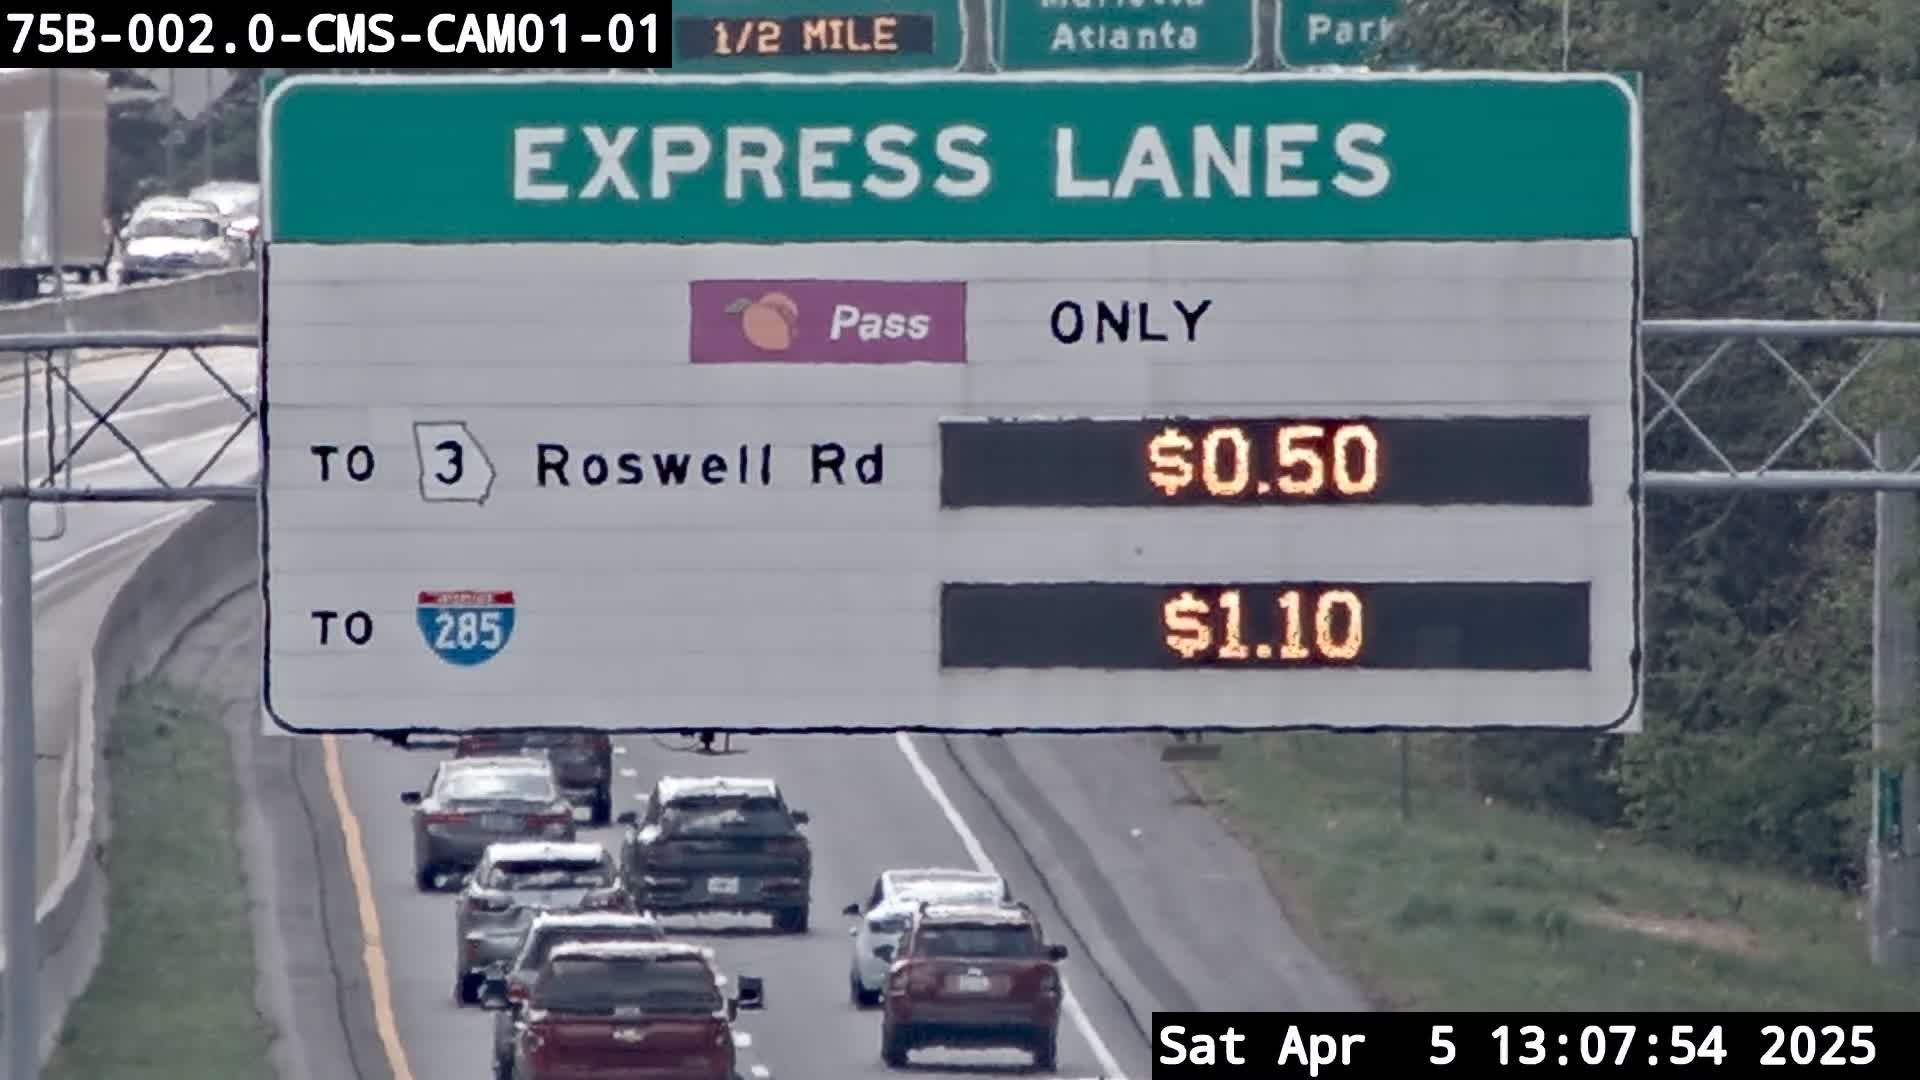 75B-002.0-CMS-CAM01-01
1/2 MILE
Atlanta
Park
EXPRESS LANES
Pass ONLY
TO 3 Roswell Rd $0.50
TO 285 $1.10
Sat Apr 5 13:07:54 2025